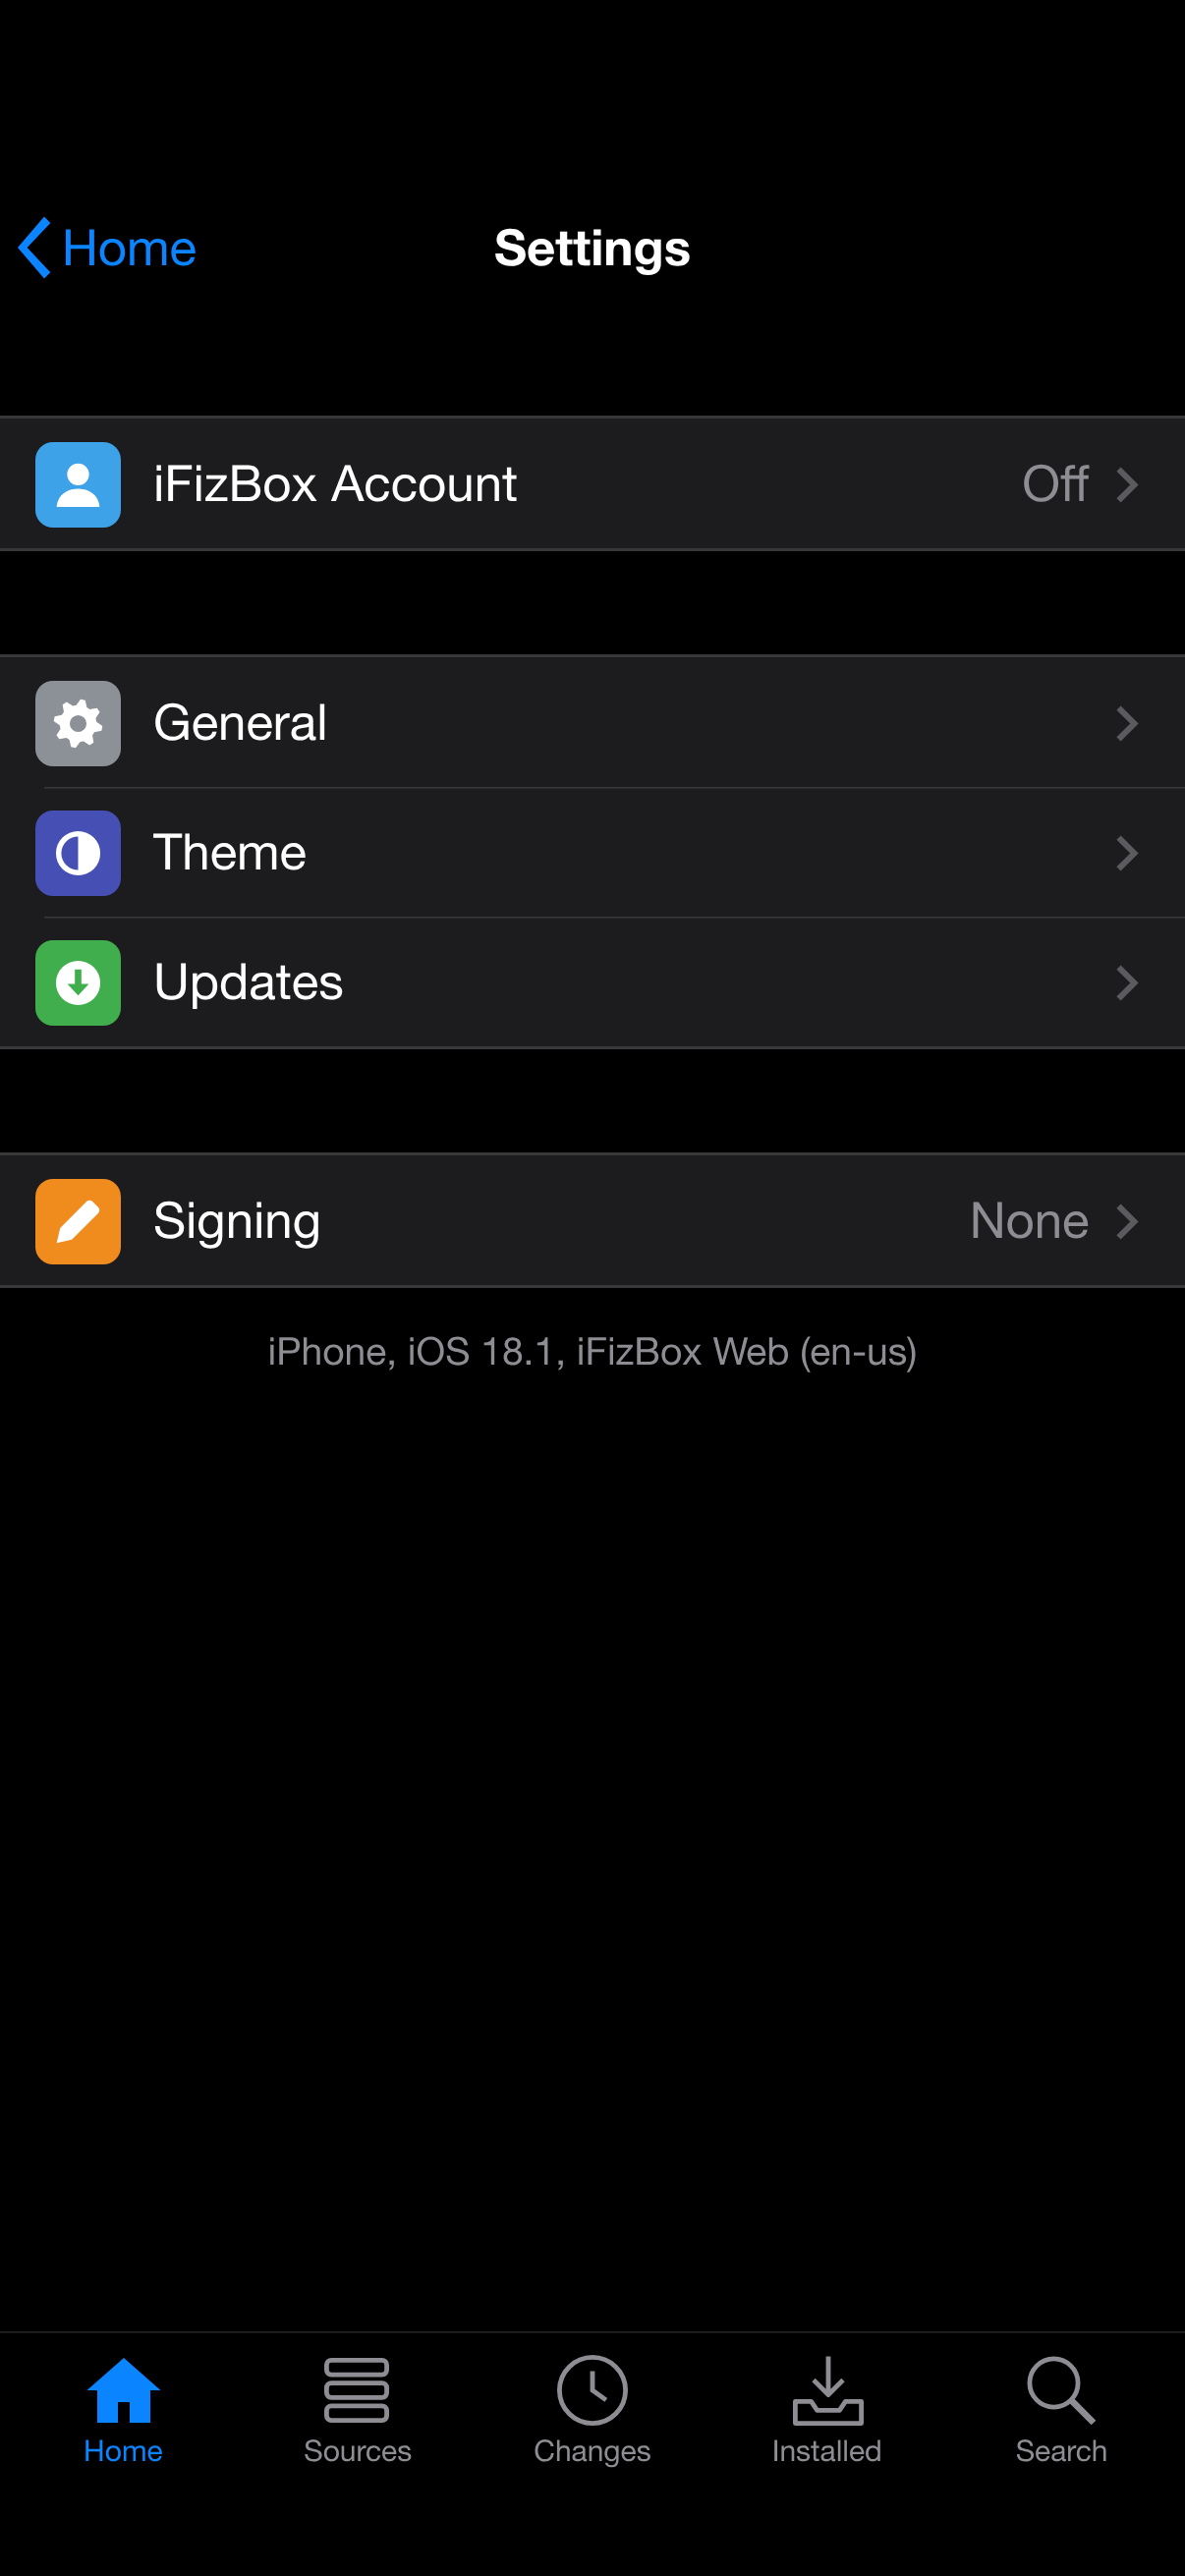 Home
Settings
iFizBox Account
Off
General
Theme
Updates
Signing
None
iPhone, iOS 18.1, iFizBox Web (en-us)
Home
Sources
Changes
Installed
Search